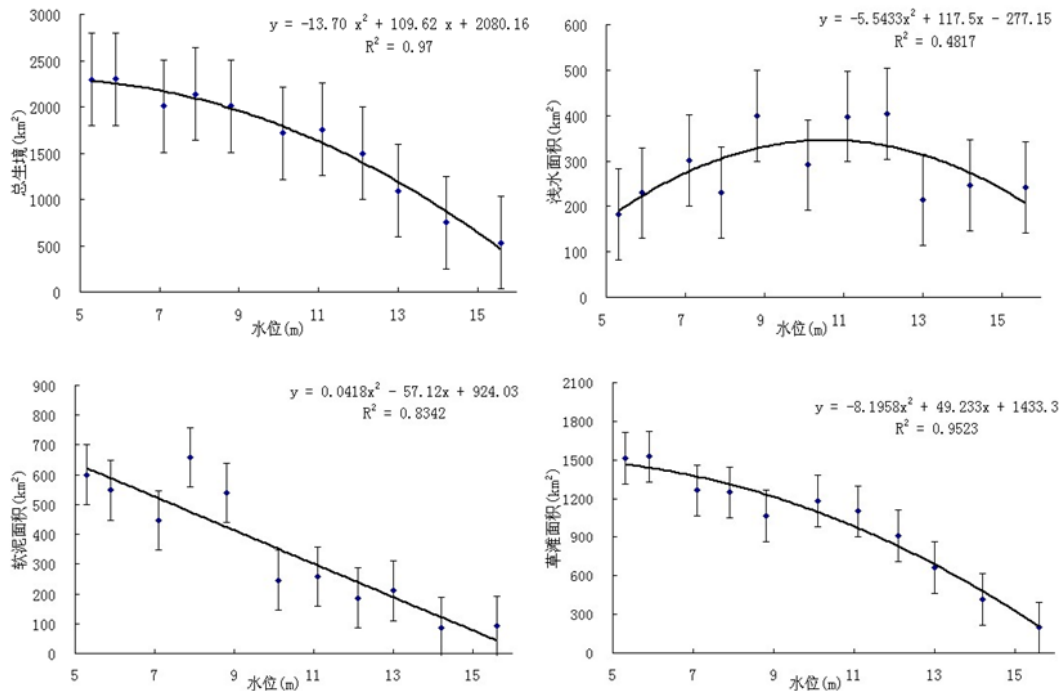 y = -13.70 x² + 109.62 x + 2080.16
R² = 0.97
总生境(km²)
3000
2500
2000
1500
1000
500
0
5 7 9 11 13 15
水位(m)
y = -5.5433x² + 117.5x - 277.15
R² = 0.4817
浅水面积(km²)
600
500
400
300
200
100
0
5 7 9 11 13 15
水位(m)
y = 0.0418x² - 57.12x + 924.03
R² = 0.8342
软泥面积(km²)
900
800
700
600
500
400
300
200
100
0
5 7 9 11 13 15
水位(m)
y = -8.1958x² + 49.233x + 1433.3
R² = 0.9523
草滩面积(km²)
2100
1800
1500
1200
900
600
300
0
5 7 9 11 13 15
水位(m)